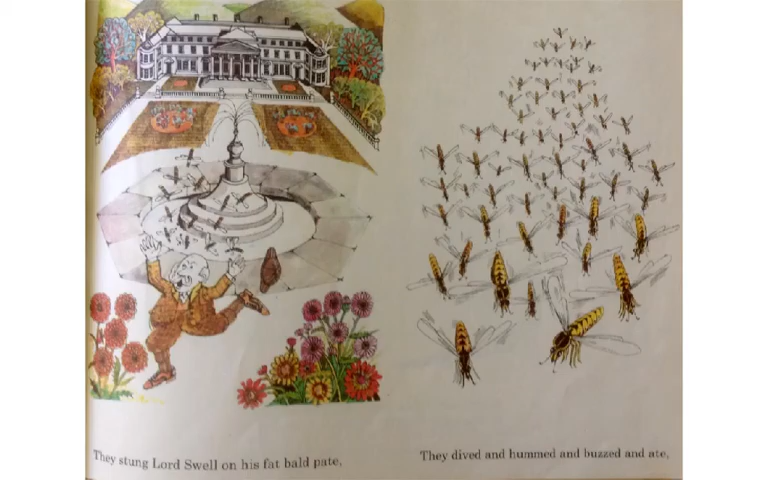 They stung Lord Swell on his fat bald pate,
They dived and hummed and buzzed and ate,